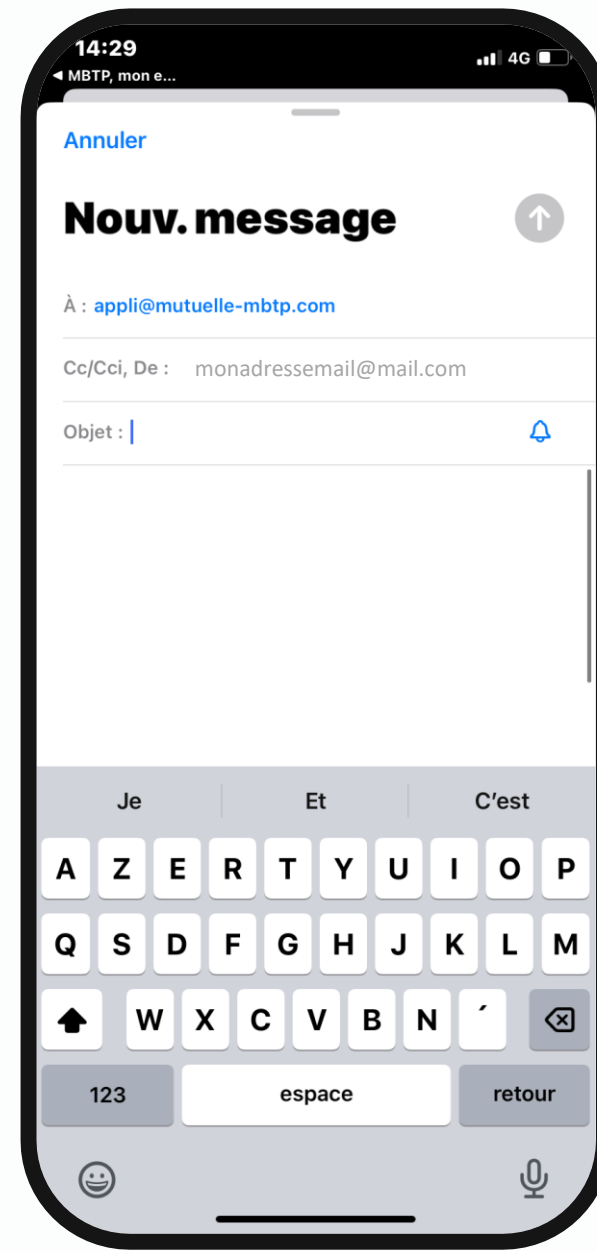 14:29
4G
◀ MBTP, mon e...
Annuler
Nouv. message
À : appli@mutuelle-mbtp.com
Cc/Cci, De : monadressemail@mail.com
Objet :
Je Et C’est
A Z E R T Y U I O P
Q S D F G H J K L M
W X C V B N ´
123 espace retour